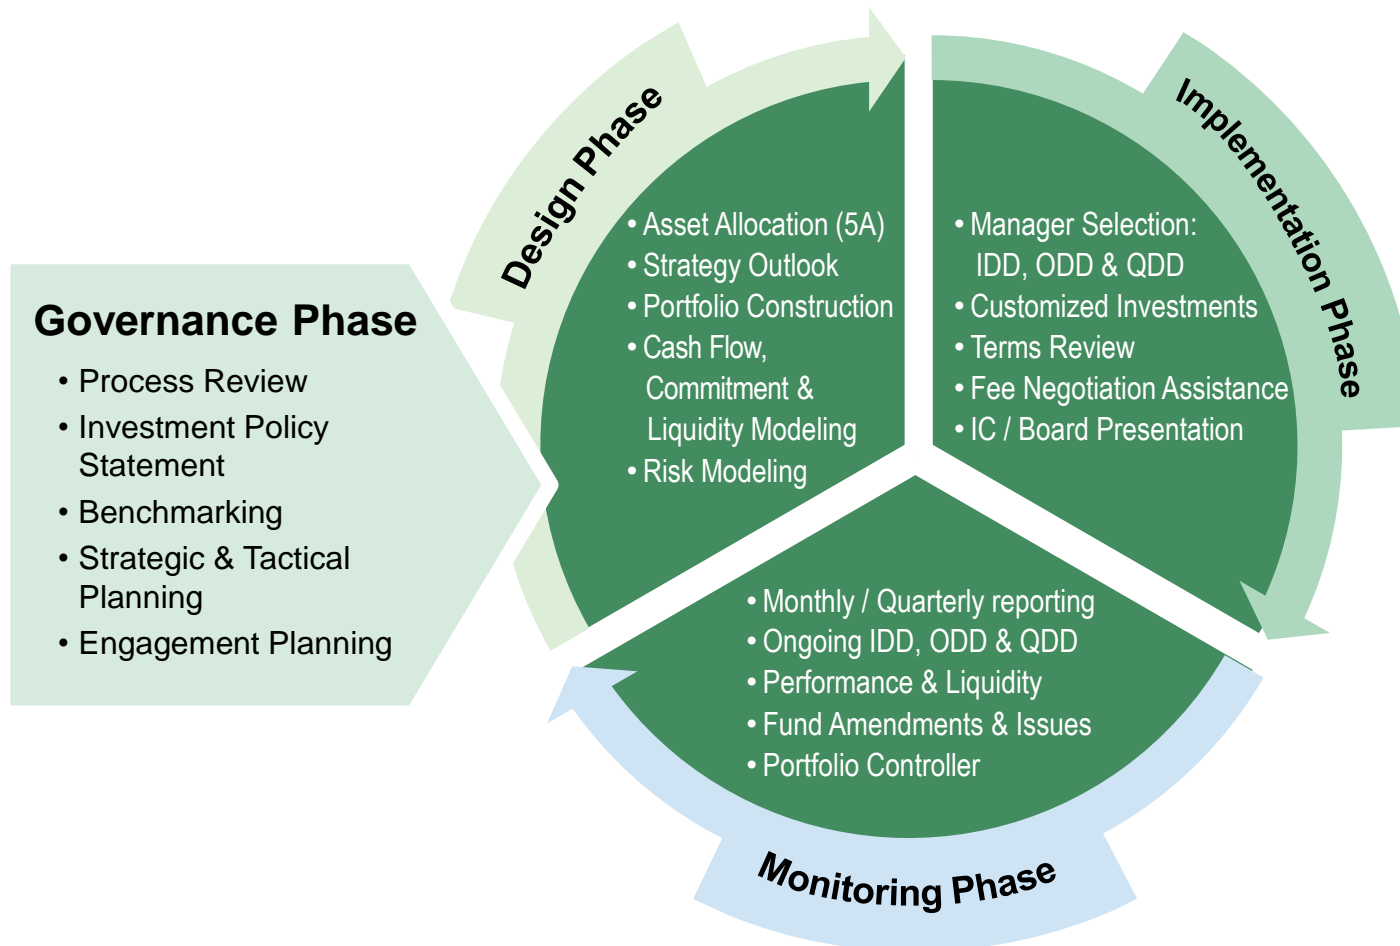 Governance Phase
• Process Review
• Investment Policy
Statement
• Benchmarking
• Strategic & Tactical
Planning
• Engagement Planning
Design Phase
• Asset Allocation (5A)
• Strategy Outlook
• Portfolio Construction
• Cash Flow,
Commitment &
Liquidity Modeling
• Risk Modeling
Implementation Phase
• Manager Selection:
IDD, ODD & QDD
• Customized Investments
• Terms Review
• Fee Negotiation Assistance
• IC / Board Presentation
• Monthly / Quarterly reporting
• Ongoing IDD, ODD & QDD
• Performance & Liquidity
• Fund Amendments & Issues
• Portfolio Controller
Monitoring Phase